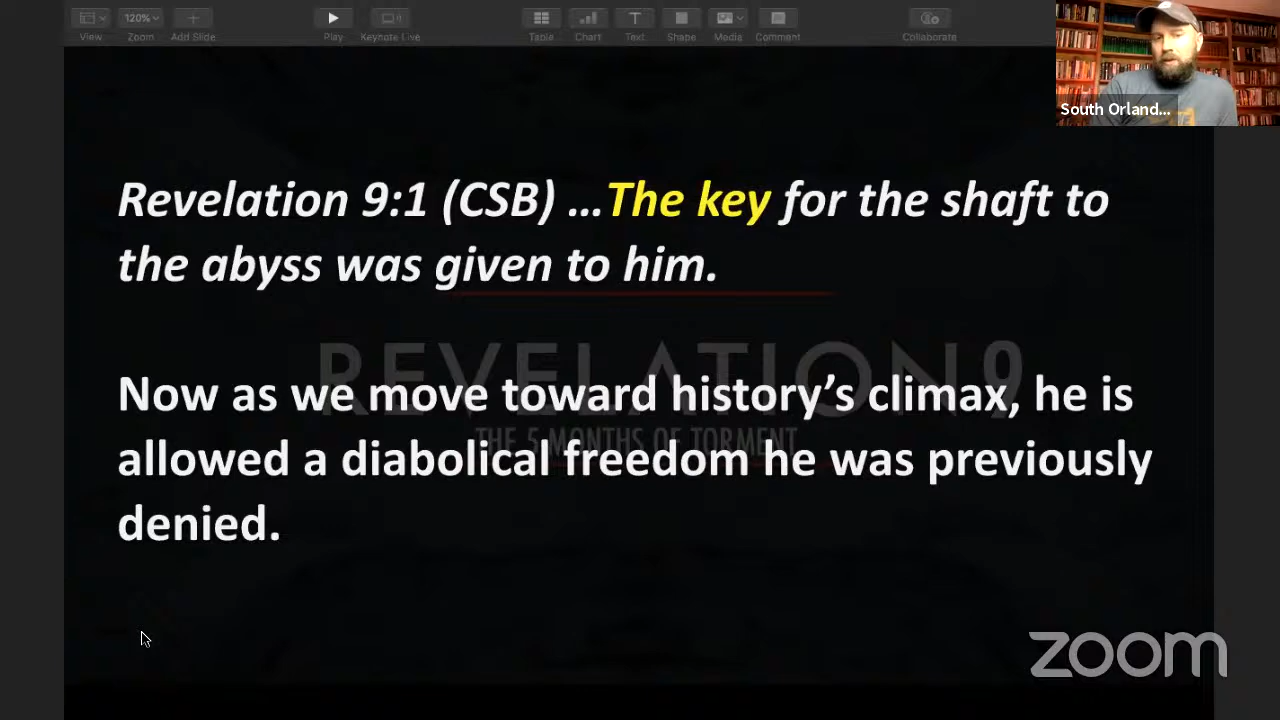 120%
View
Zoom
Add Slide
Play
Keynote Live
Table
Chart
Text
Shape
Media
Comment
Collaborate
South Orland...
Revelation 9:1 (CSB) …The key for the shaft to
the abyss was given to him.
REVELATION 9
THE 5 MONTHS OF TORMENT
Now as we move toward history’s climax, he is
allowed a diabolical freedom he was previously
denied.
zoom